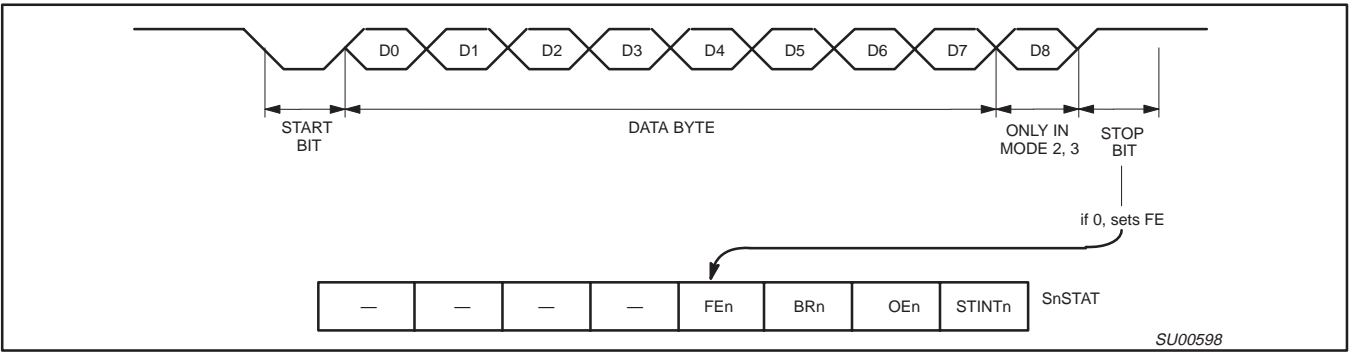 D0 D1 D2 D3 D4 D5 D6 D7 D8
START
BIT
DATA BYTE
ONLY IN
MODE 2, 3
STOP
BIT
if 0, sets FE
— — — — FEn BRn OEn STINTn SnSTAT
SU00598